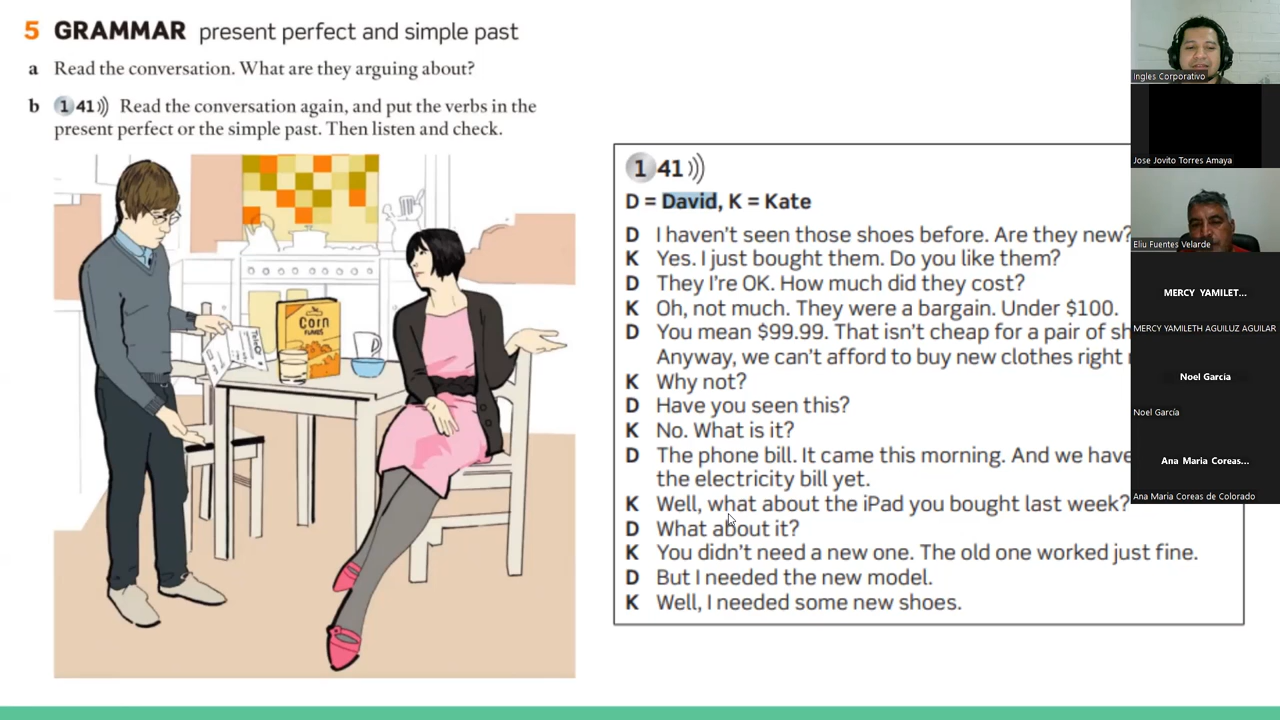 5 GRAMMAR present perfect and simple past
a Read the conversation. What are they arguing about?
b 1 41))) Read the conversation again, and put the verbs in the
present perfect or the simple past. Then listen and check.
Corn
FLAKES
1 41)))
D = David, K = Kate
D I haven't seen those shoes before. Are they new?
K Yes. I just bought them. Do you like them?
D They I're OK. How much did they cost?
K Oh, not much. They were a bargain. Under $100.
D You mean $99.99. That isn't cheap for a pair of sh
Anyway, we can't afford to buy new clothes right
K Why not?
D Have you seen this?
K No. What is it?
D The phone bill. It came this morning. And we have
the electricity bill yet.
K Well, what about the iPad you bought last week?
D What about it?
K You didn't need a new one. The old one worked just fine.
D But I needed the new model.
K Well, I needed some new shoes.
Ingles Corporativo
Jose Jovito Torres Amaya
Eliu Fuentes Velarde
MERCY YAMILET...
MERCY YAMILETH AGUILUZ AGUILAR
Noel Garcia
Noel García
Ana Maria Coreas...
Ana Maria Coreas de Colorado